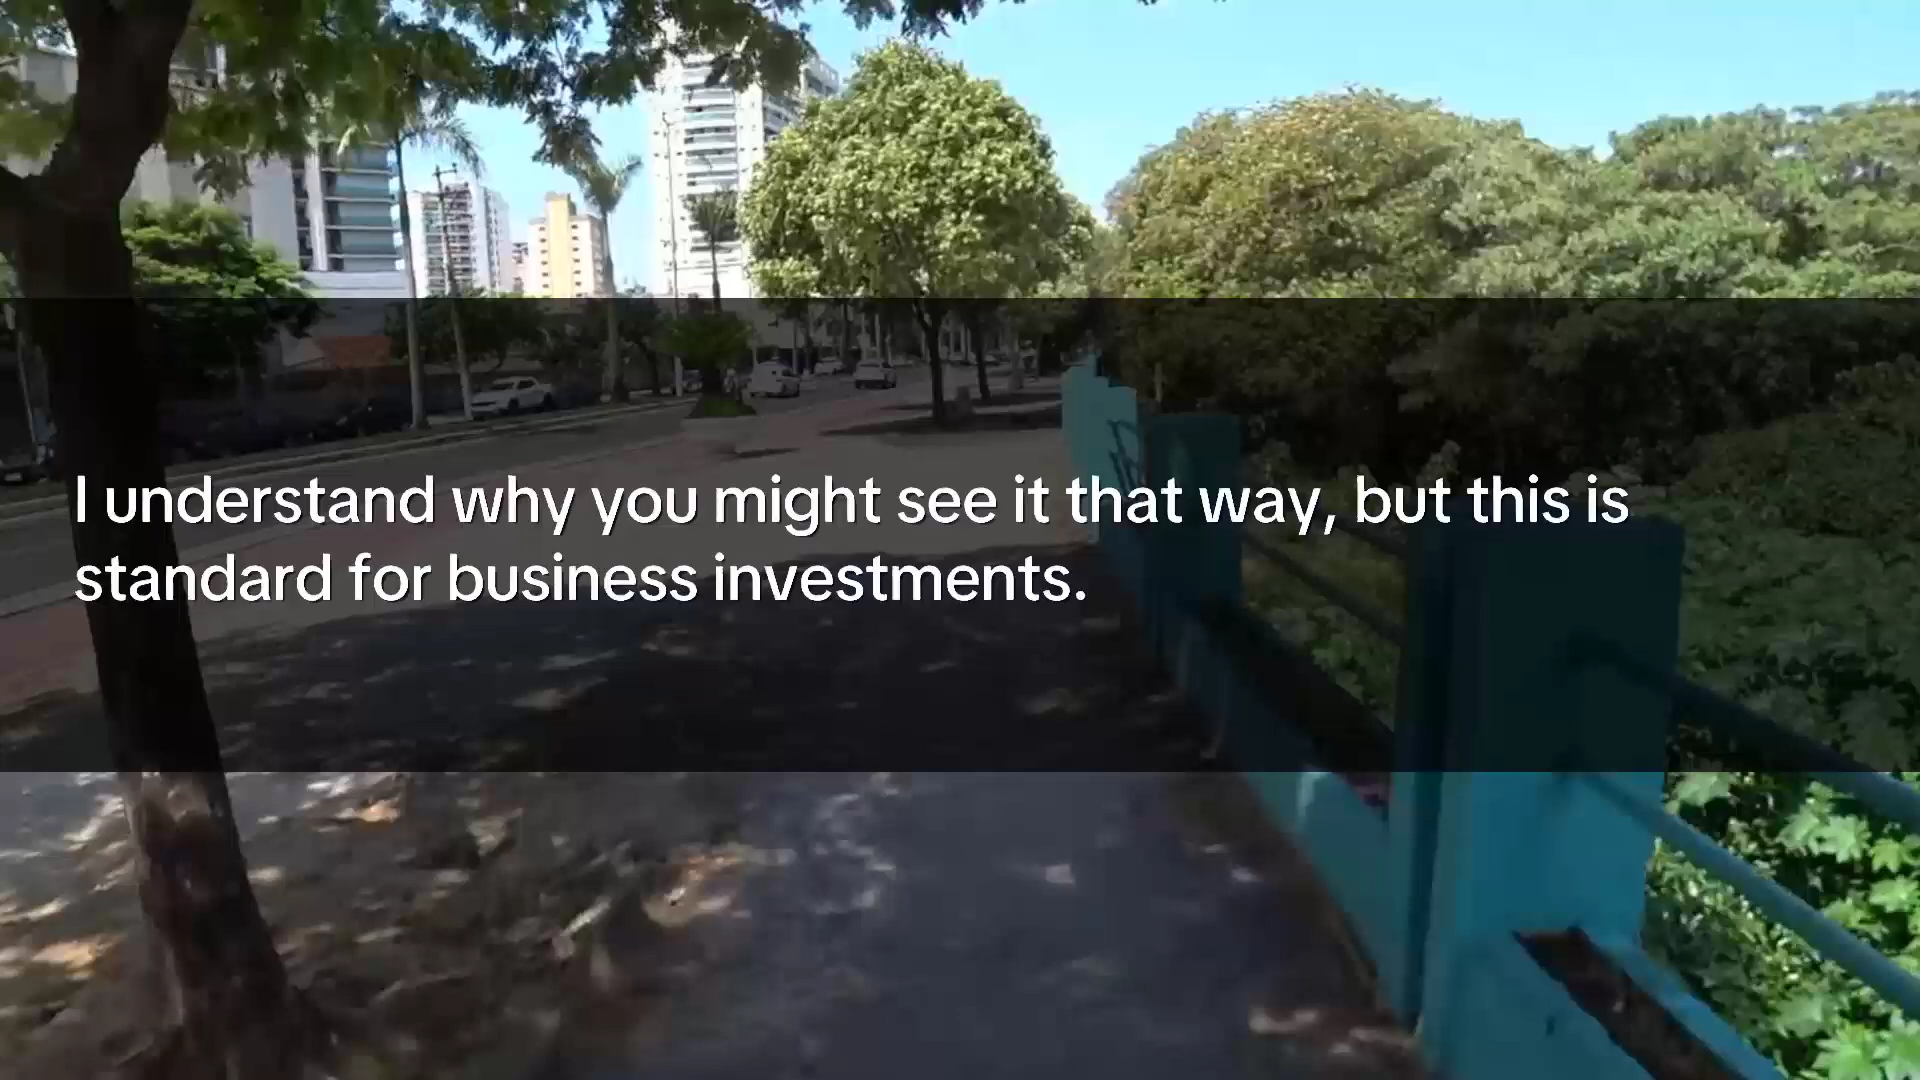 I understand why you might see it that way, but this is
standard for business investments.